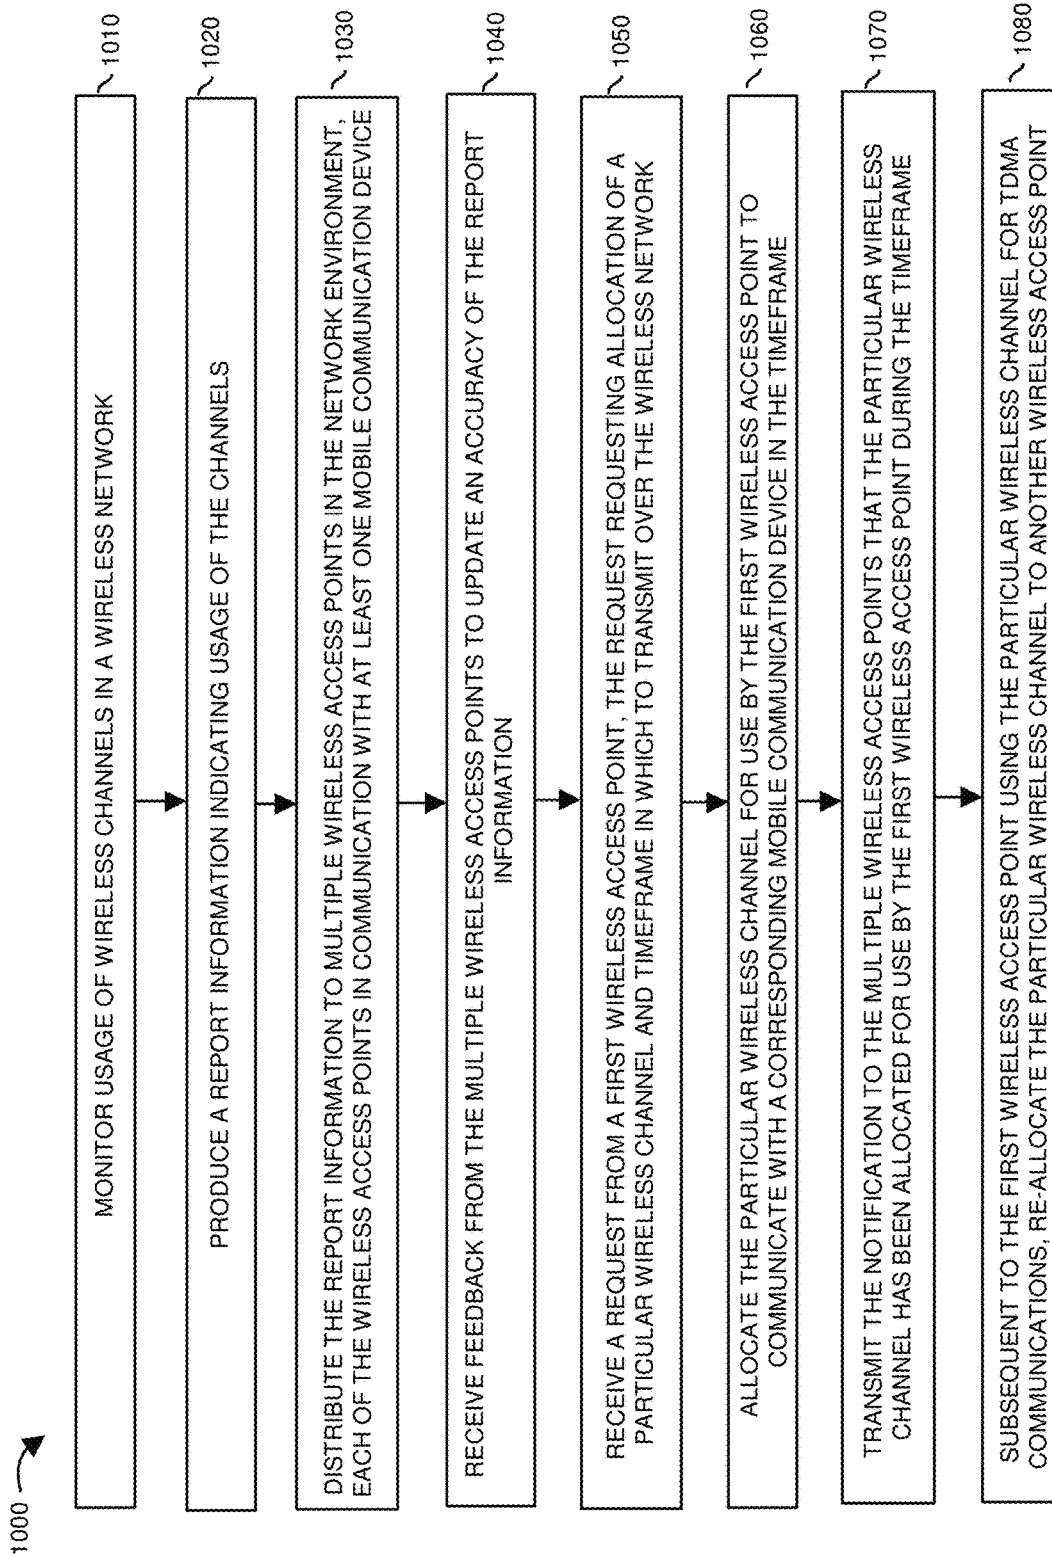 1000
MONITOR USAGE OF WIRELESS CHANNELS IN A WIRELESS NETWORK
1010
PRODUCE A REPORT INFORMATION INDICATING USAGE OF THE CHANNELS
1020
DISTRIBUTE THE REPORT INFORMATION TO MULTIPLE WIRELESS ACCESS POINTS IN THE NETWORK ENVIRONMENT,
EACH OF THE WIRELESS ACCESS POINTS IN COMMUNICATION WITH AT LEAST ONE MOBILE COMMUNICATION DEVICE
1030
RECEIVE FEEDBACK FROM THE MULTIPLE WIRELESS ACCESS POINTS TO UPDATE AN ACCURACY OF THE REPORT
INFORMATION
1040
RECEIVE A REQUEST FROM A FIRST WIRELESS ACCESS POINT, THE REQUEST REQUESTING ALLOCATION OF A
PARTICULAR WIRELESS CHANNEL AND TIMEFRAME IN WHICH TO TRANSMIT OVER THE WIRELESS NETWORK
1050
ALLOCATE THE PARTICULAR WIRELESS CHANNEL FOR USE BY THE FIRST WIRELESS ACCESS POINT TO
COMMUNICATE WITH A CORRESPONDING MOBILE COMMUNICATION DEVICE IN THE TIMEFRAME
1060
TRANSMIT THE NOTIFICATION TO THE MULTIPLE WIRELESS ACCESS POINTS THAT THE PARTICULAR WIRELESS
CHANNEL HAS BEEN ALLOCATED FOR USE BY THE FIRST WIRELESS ACCESS POINT DURING THE TIMEFRAME
1070
SUBSEQUENT TO THE FIRST WIRELESS ACCESS POINT USING THE PARTICULAR WIRELESS CHANNEL FOR TDMA
COMMUNICATIONS, RE-ALLOCATE THE PARTICULAR WIRELESS CHANNEL TO ANOTHER WIRELESS ACCESS POINT
1080